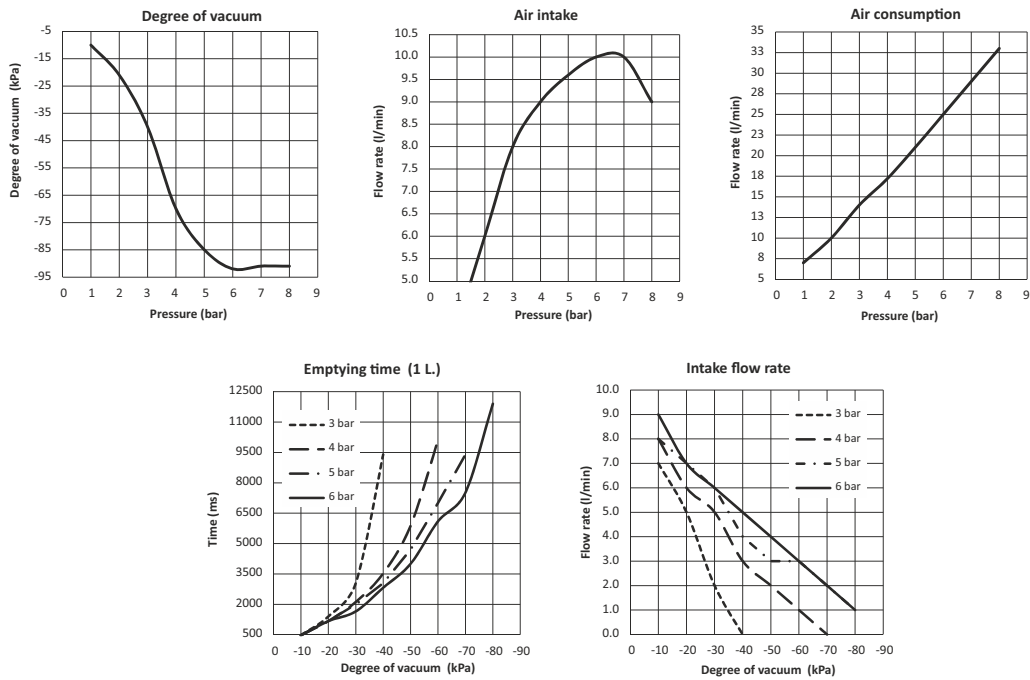 Degree of vacuum
Degree of vacuum (kPa)
-5
-15
-25
-35
-45
-55
-65
-75
-85
-95
0 1 2 3 4 5 6 7 8 9
Pressure (bar)
Air intake
Flow rate (l/min)
10.5
10.0
9.5
9.0
8.5
8.0
7.5
7.0
6.5
6.0
5.5
5.0
0 1 2 3 4 5 6 7 8 9
Pressure (bar)
Air consumption
Flow rate (l/min)
35
33
30
28
25
23
20
18
15
13
10
8
5
0 1 2 3 4 5 6 7 8 9
Pressure (bar)
Emptying time (1 L.)
Time (ms)
12500
11000
9500
8000
6500
5000
3500
2000
500
3 bar
4 bar
5 bar
6 bar
0 -10 -20 -30 -40 -50 -60 -70 -80 -90
Degree of vacuum (kPa)
Intake flow rate
Flow rate (l/min)
10.0
9.0
8.0
7.0
6.0
5.0
4.0
3.0
2.0
1.0
0.0
3 bar
4 bar
5 bar
6 bar
0 -10 -20 -30 -40 -50 -60 -70 -80 -90
Degree of vacuum (kPa)